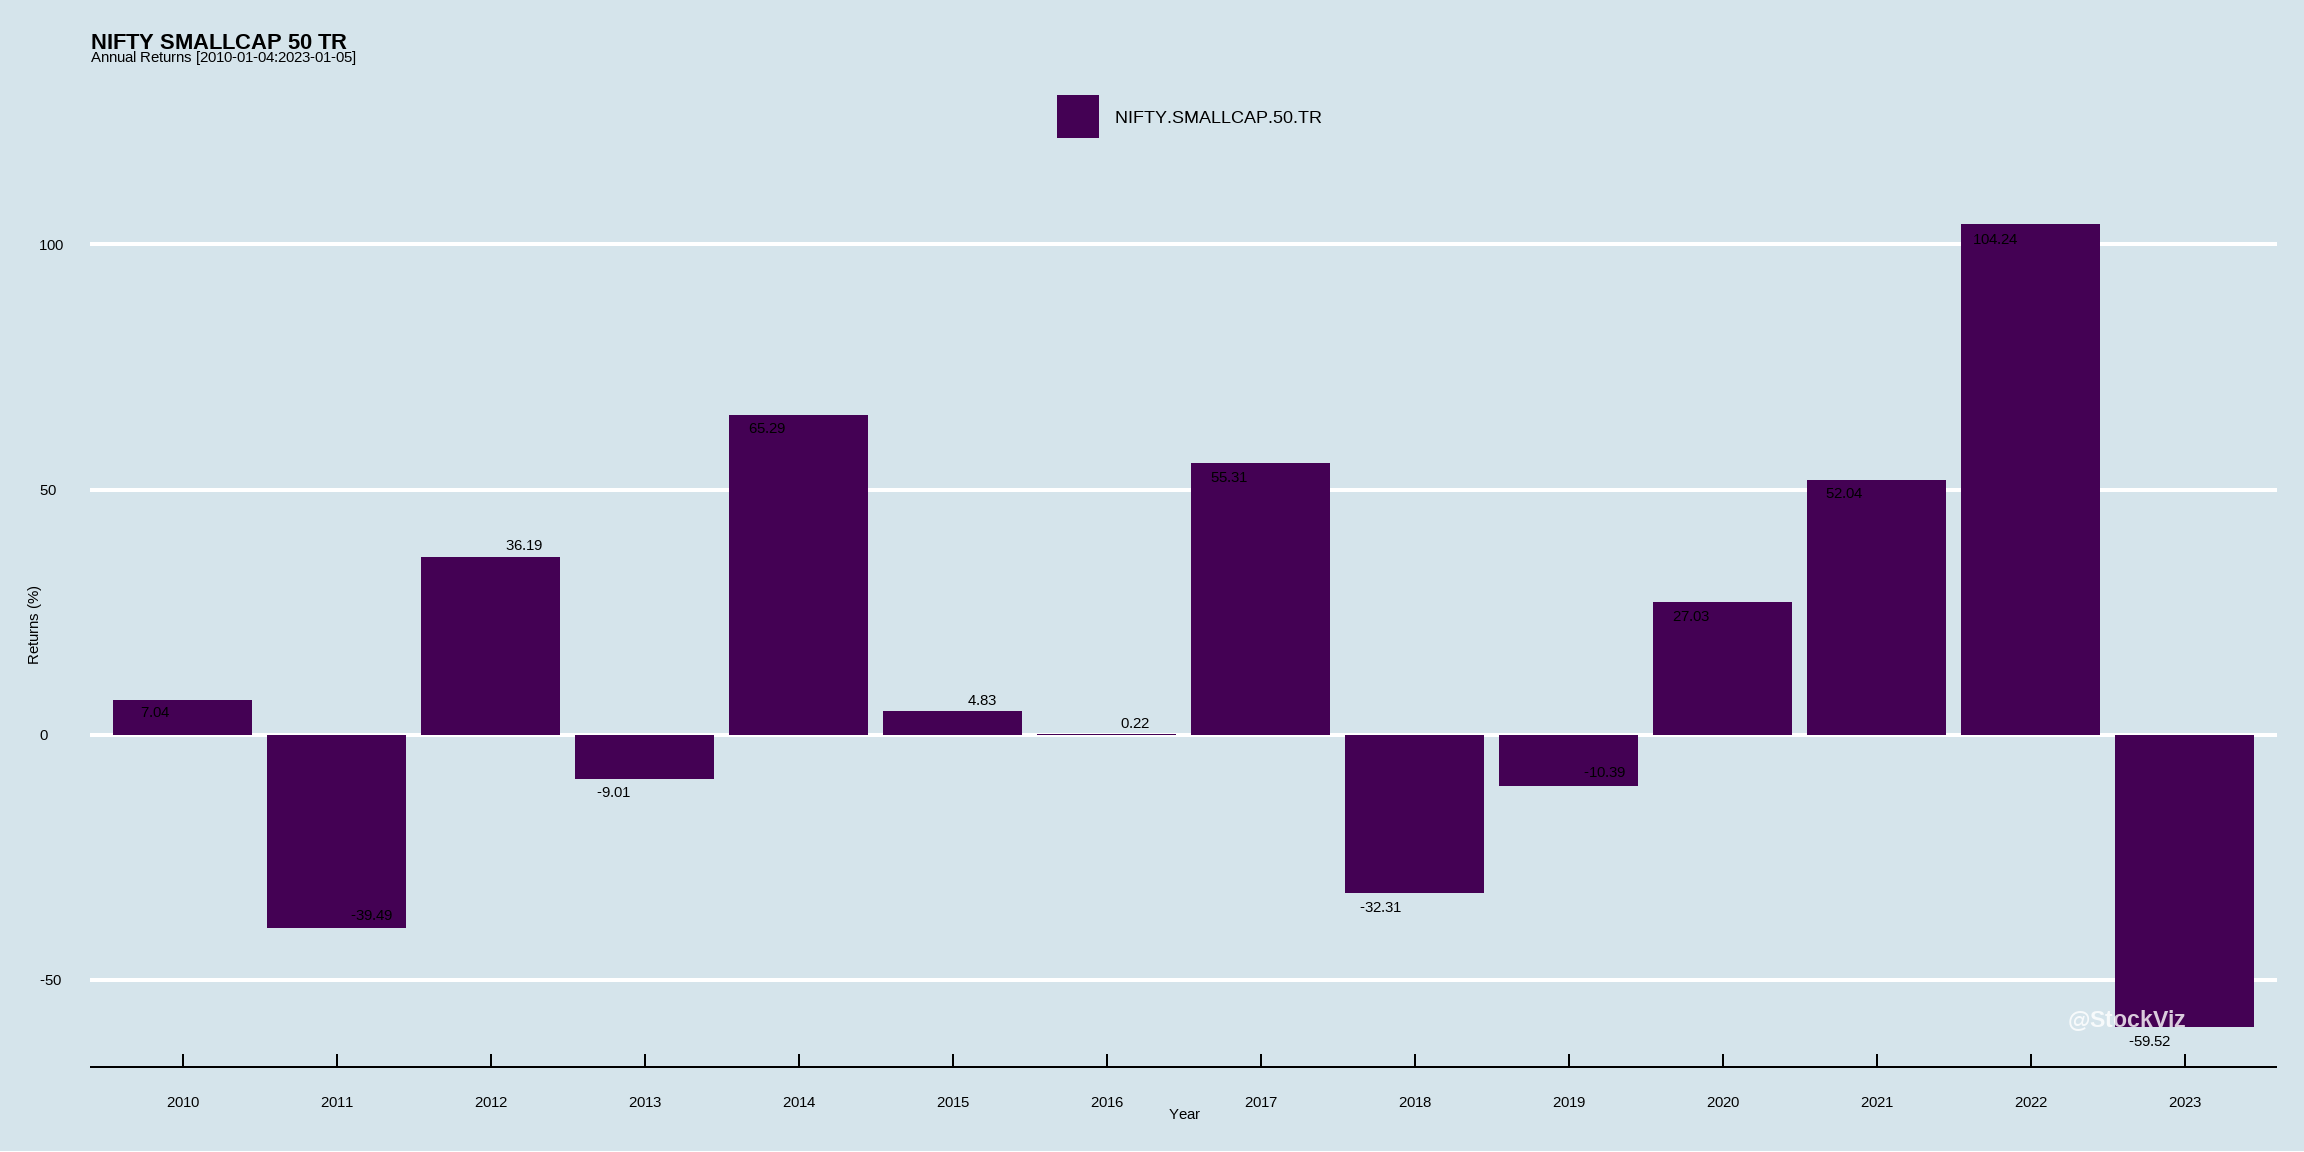 NIFTY SMALLCAP 50 TR
Annual Returns [2010-01-04:2023-01-05]
NIFTY.SMALLCAP.50.TR
100
50
0
-50
Returns (%)
7.04
-39.49
36.19
-9.01
65.29
4.83
0.22
55.31
-32.31
-10.39
27.03
52.04
104.24
-59.52
@StockViz
2010 2011 2012 2013 2014 2015 2016 2017 2018 2019 2020 2021 2022 2023
Year